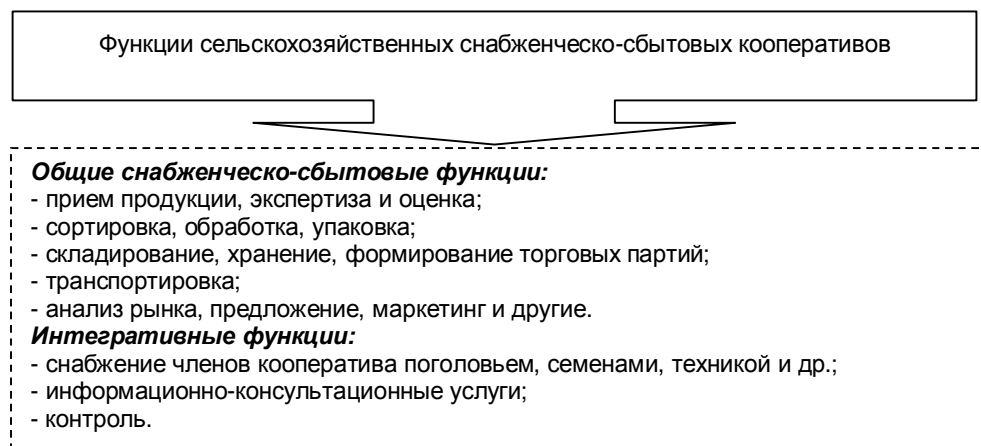 Функции сельскохозяйственных снабженческо-сбытовых кооперативов
Общие снабженческо-сбытовые функции:
- прием продукции, экспертиза и оценка;
- сортировка, обработка, упаковка;
- складирование, хранение, формирование торговых партий;
- транспортировка;
- анализ рынка, предложение, маркетинг и другие.
Интегративные функции:
- снабжение членов кооператива поголовьем, семенами, техникой и др.;
- информационно-консультационные услуги;
- контроль.